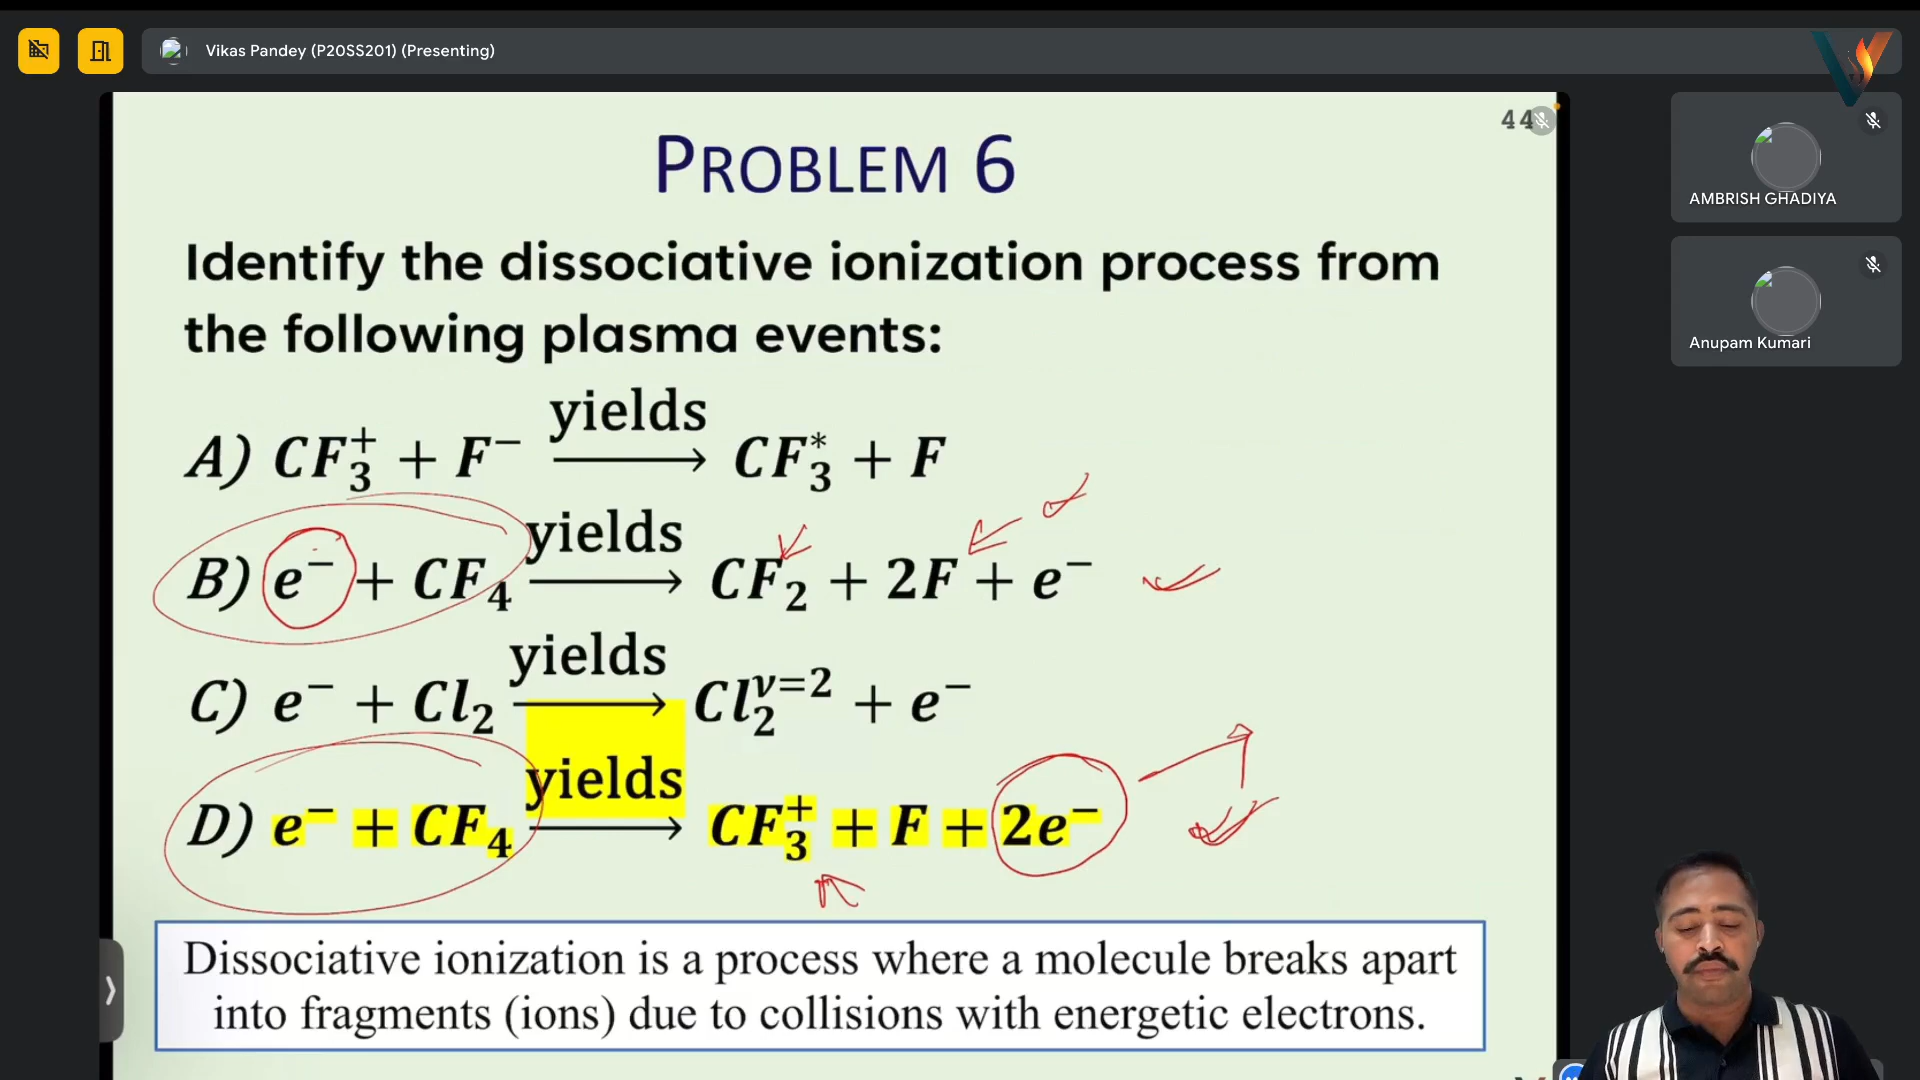 Vikas Pandey (P20SS201) (Presenting)
44
PROBLEM 6
Identify the dissociative ionization process from
the following plasma events:
A) CF₃⁺ + F⁻ yields⟶ CF₃* + F
B) e⁻ + CF₄ yields⟶ CF₂ + 2F + e⁻
C) e⁻ + Cl₂ yields⟶ Cl₂ᵛ⁼² + e⁻
D) e⁻ + CF₄ yields⟶ CF₃⁺ + F + 2e⁻
Dissociative ionization is a process where a molecule breaks apart
into fragments (ions) due to collisions with energetic electrons.
AMBRISH GHADIYA
Anupam Kumari